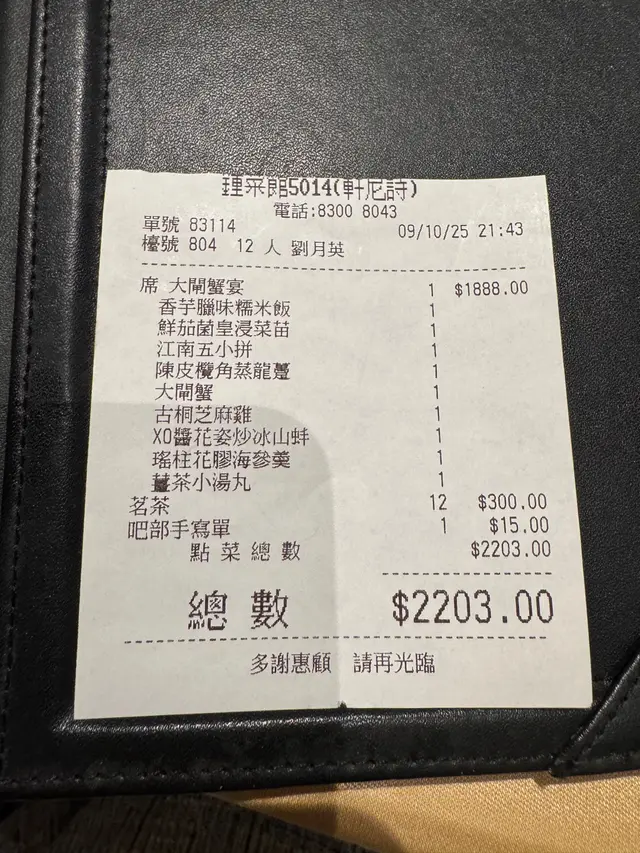 鍾菜館5014(軒尼詩)
電話:8300 8043
單號 83114 09/10/25 21:43
檯號 804 12 人 劉月英
席 大閘蟹宴 1 $1888.00
香芋臘味糯米飯 1
鮮茄菌皇浸菜苗 1
江南五小拼 1
陳皮欖角蒸龍躉 1
大閘蟹 1
古桐芝麻雞 1
XO醬花姿炒冰山蚌 1
瑤柱花膠海參羹 1
薑茶小湯丸 1
茗茶 12 $300.00
吧部手寫單 1 $15.00
點菜總數 $2203.00
總數 $2203.00
多謝惠顧 請再光臨